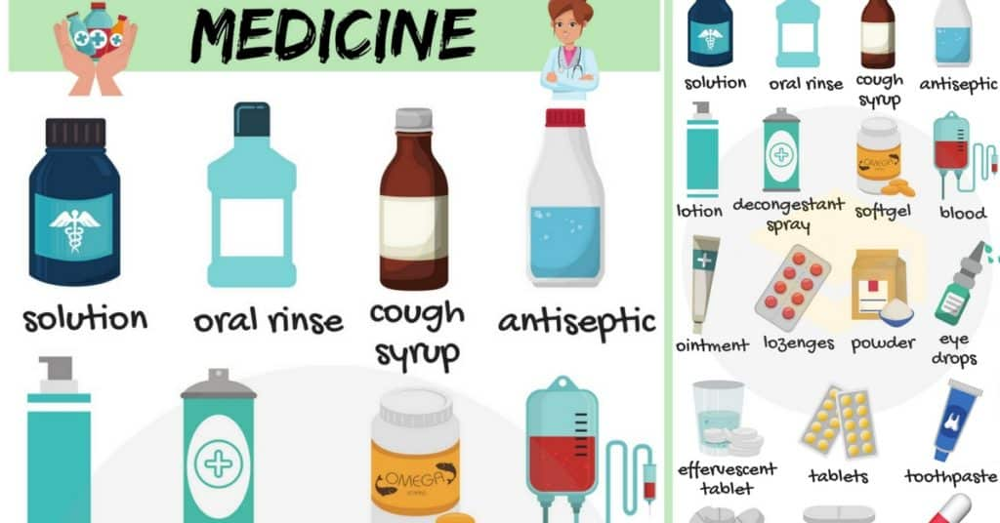 MEDICINE
solution
oral rinse
cough
syrup
antiseptic
OMEGA
solution
oral rinse
cough
syrup
antiseptic
OMEGA
lotion
decongestant
spray
softgel
blood
ointment
lozenges
powder
eye
drops
effervescent
tablet
tablets
toothpaste